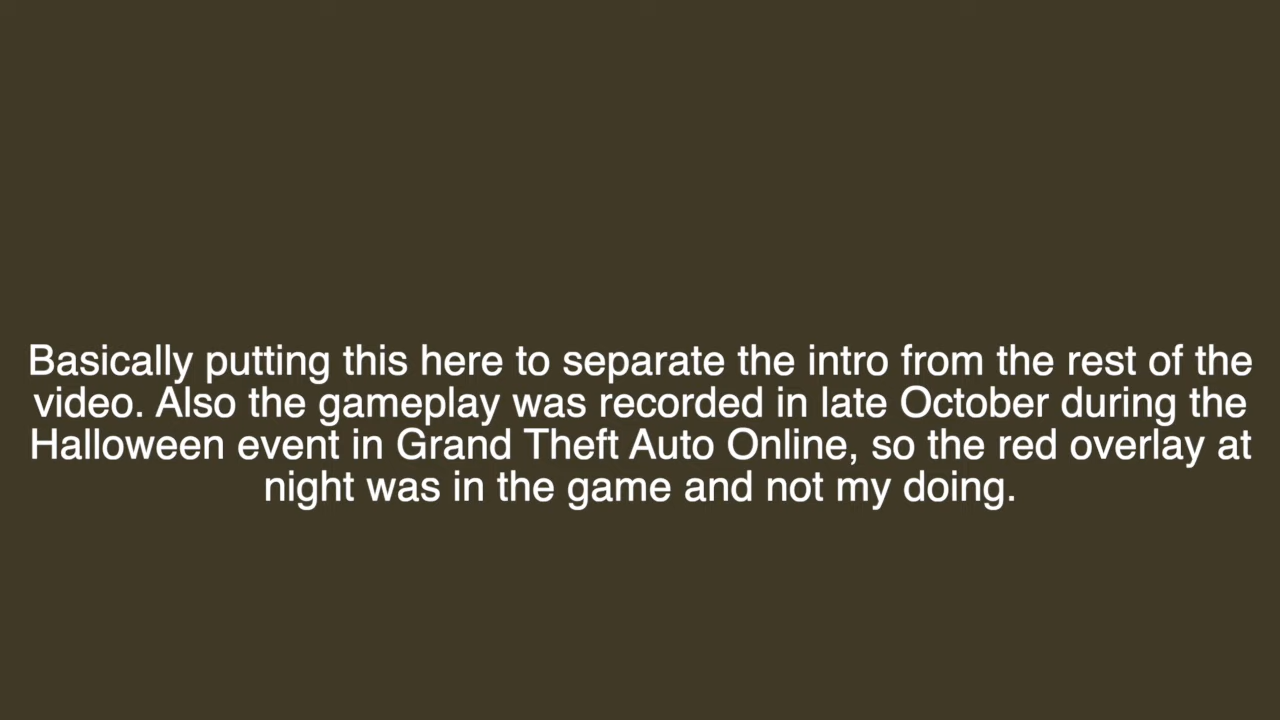 Basically putting this here to separate the intro from the rest of the
video. Also the gameplay was recorded in late October during the
Halloween event in Grand Theft Auto Online, so the red overlay at
night was in the game and not my doing.